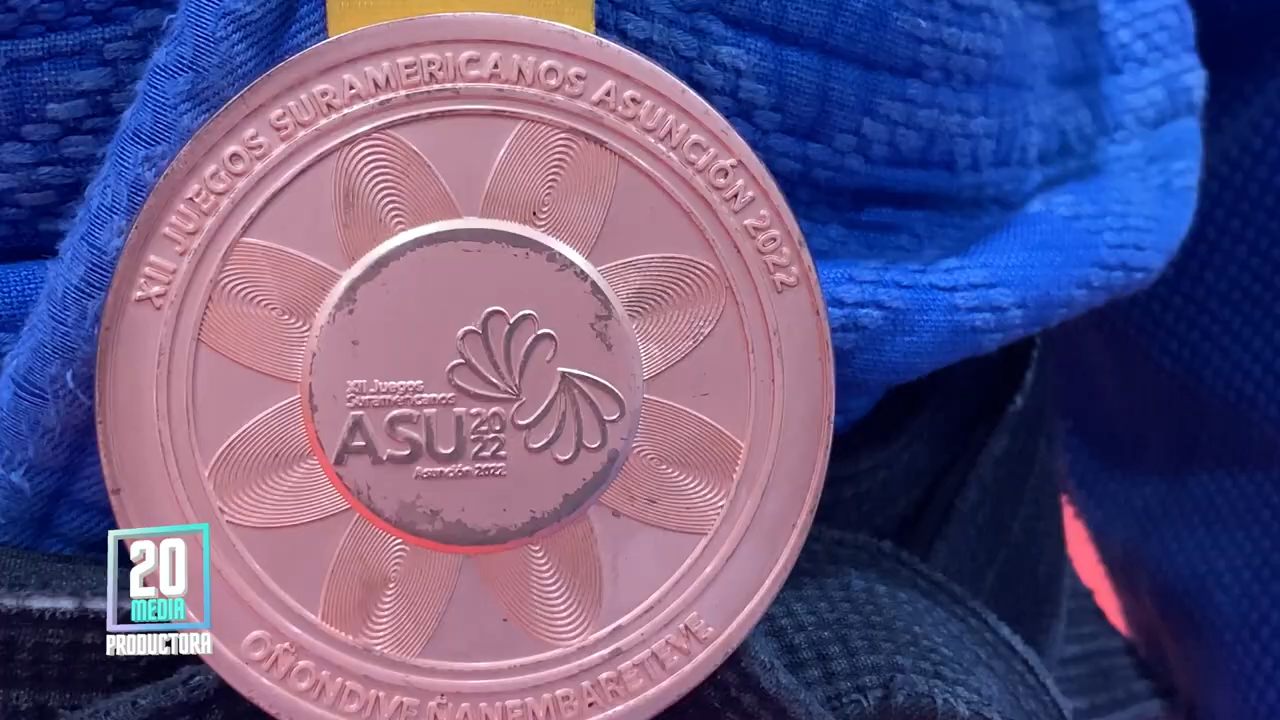 XII JUEGOS SURAMERICANOS ASUNCIÓN 2022
XII Juegos
Suramericanos
ASU 20
22
Asunción 2022
OÑONDIVE ÑANEMBARETEVE
20
MEDIA
PRODUCTORA